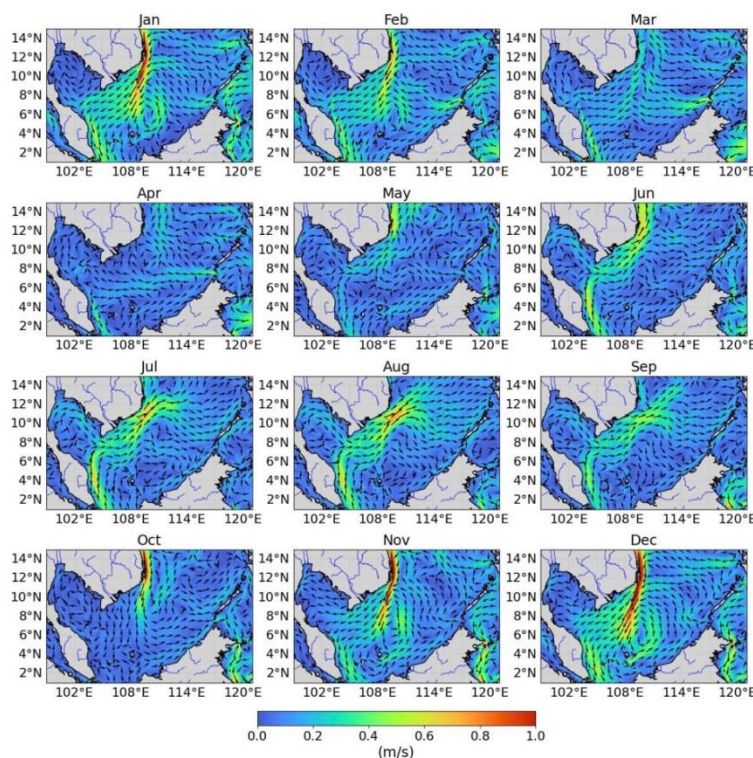 Jan Feb Mar
14°N 14°N 14°N
12°N 12°N 12°N
10°N 10°N 10°N
8°N 8°N 8°N
6°N 6°N 6°N
4°N 4°N 4°N
2°N 2°N 2°N
102°E 108°E 114°E 120°E 102°E 108°E 114°E 120°E 102°E 108°E 114°E 120°E
Apr May Jun
14°N 14°N 14°N
12°N 12°N 12°N
10°N 10°N 10°N
8°N 8°N 8°N
6°N 6°N 6°N
4°N 4°N 4°N
2°N 2°N 2°N
102°E 108°E 114°E 120°E 102°E 108°E 114°E 120°E 102°E 108°E 114°E 120°E
Jul Aug Sep
14°N 14°N 14°N
12°N 12°N 12°N
10°N 10°N 10°N
8°N 8°N 8°N
6°N 6°N 6°N
4°N 4°N 4°N
2°N 2°N 2°N
102°E 108°E 114°E 120°E 102°E 108°E 114°E 120°E 102°E 108°E 114°E 120°E
Oct Nov Dec
14°N 14°N 14°N
12°N 12°N 12°N
10°N 10°N 10°N
8°N 8°N 8°N
6°N 6°N 6°N
4°N 4°N 4°N
2°N 2°N 2°N
102°E 108°E 114°E 120°E 102°E 108°E 114°E 120°E 102°E 108°E 114°E 120°E
0.0 0.2 0.4 0.6 0.8 1.0
(m/s)